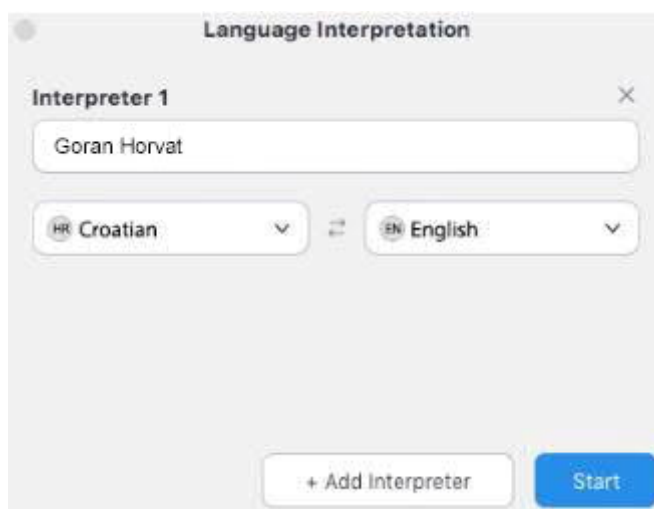 Language Interpretation
Interpreter 1
Goran Horvat
HR Croatian EN English
+ Add Interpreter Start